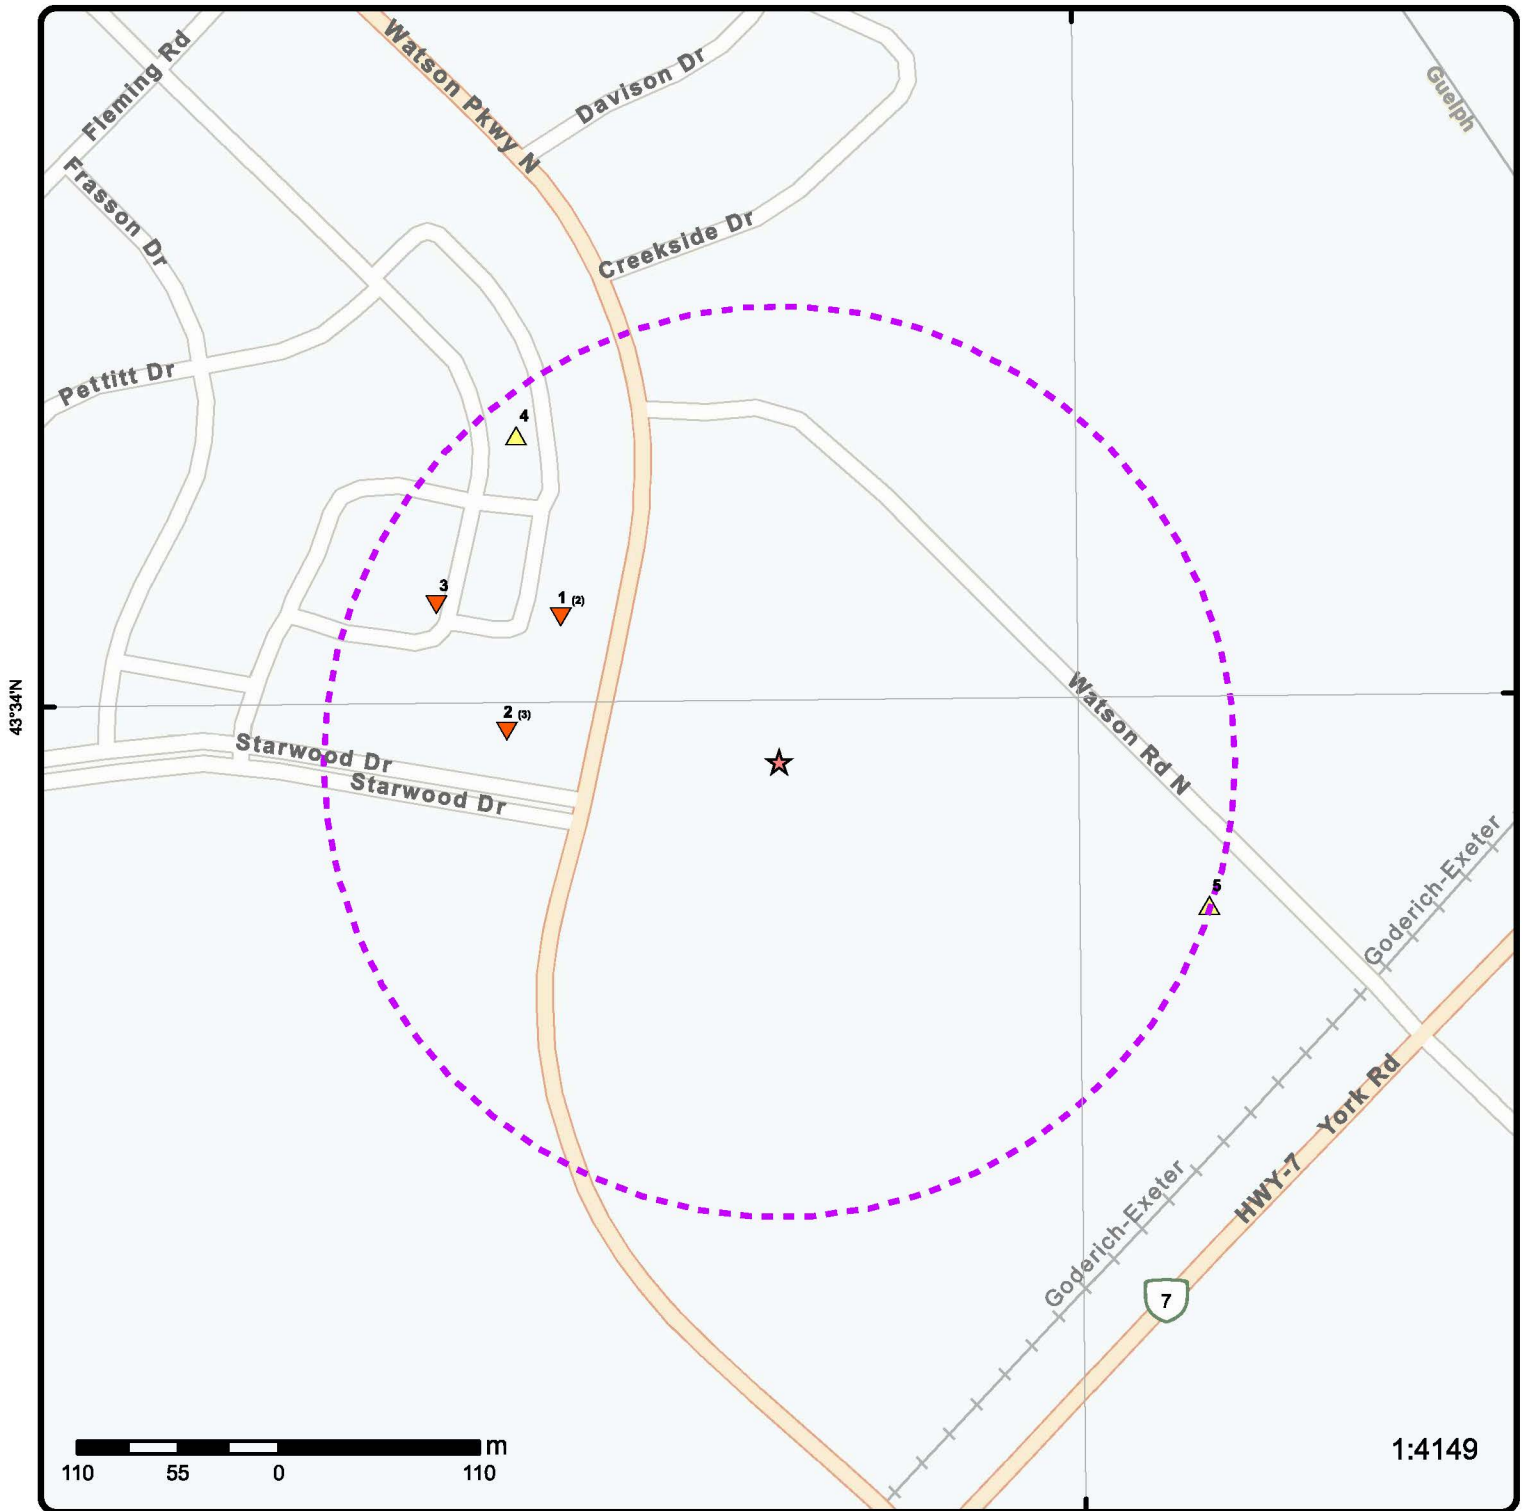 Fleming Rd
Watson Pkwy N
Davison Dr
Guelph
Frasson Dr
Creekside Dr
Pettitt Dr
4
3
1 (2)
43°34'N
2 (3)
Watson Rd N
Starwood Dr
Starwood Dr
Goderich-Exeter
5
York Rd
HWY-7
Goderich-Exeter
7
m
110 55 0 110
1:4149